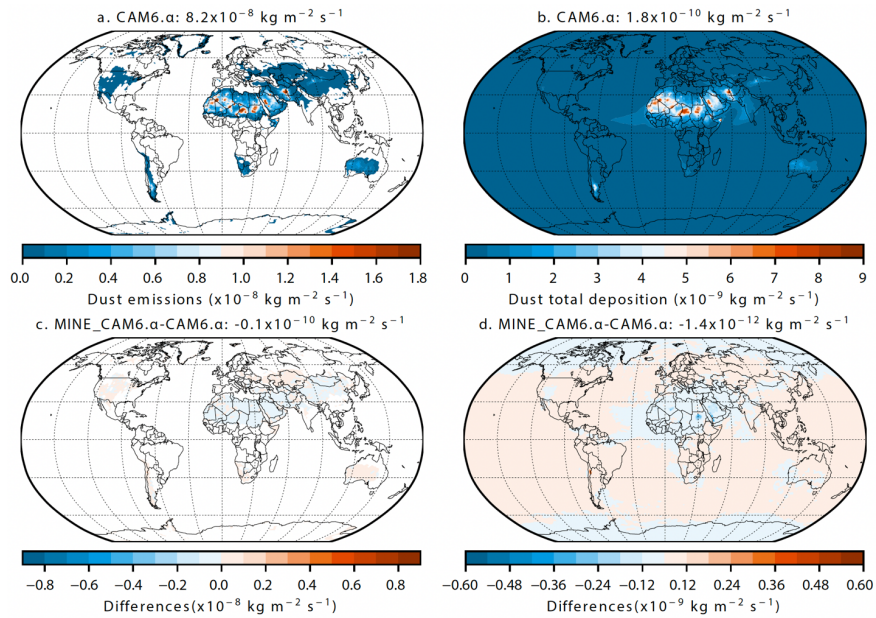 a. CAM6.α: 8.2x10⁻⁸ kg m⁻² s⁻¹
b. CAM6.α: 1.8x10⁻¹⁰ kg m⁻² s⁻¹
0.0 0.2 0.4 0.6 0.8 1.0 1.2 1.4 1.6 1.8
Dust emissions (x10⁻⁸ kg m⁻² s⁻¹)
0 1 2 3 4 5 6 7 8 9
Dust total deposition (x10⁻⁹ kg m⁻² s⁻¹)
c. MINE_CAM6.α-CAM6.α: -0.1x10⁻¹⁰ kg m⁻² s⁻¹
d. MINE_CAM6.α-CAM6.α: -1.4x10⁻¹² kg m⁻² s⁻¹
−0.8 −0.6 −0.4 −0.2 0.0 0.2 0.4 0.6 0.8
Differences(x10⁻⁸ kg m⁻² s⁻¹)
-0.60 -0.48 -0.36 -0.24 -0.12 0.12 0.24 0.36 0.48 0.60
Differences(x10⁻⁹ kg m⁻² s⁻¹)